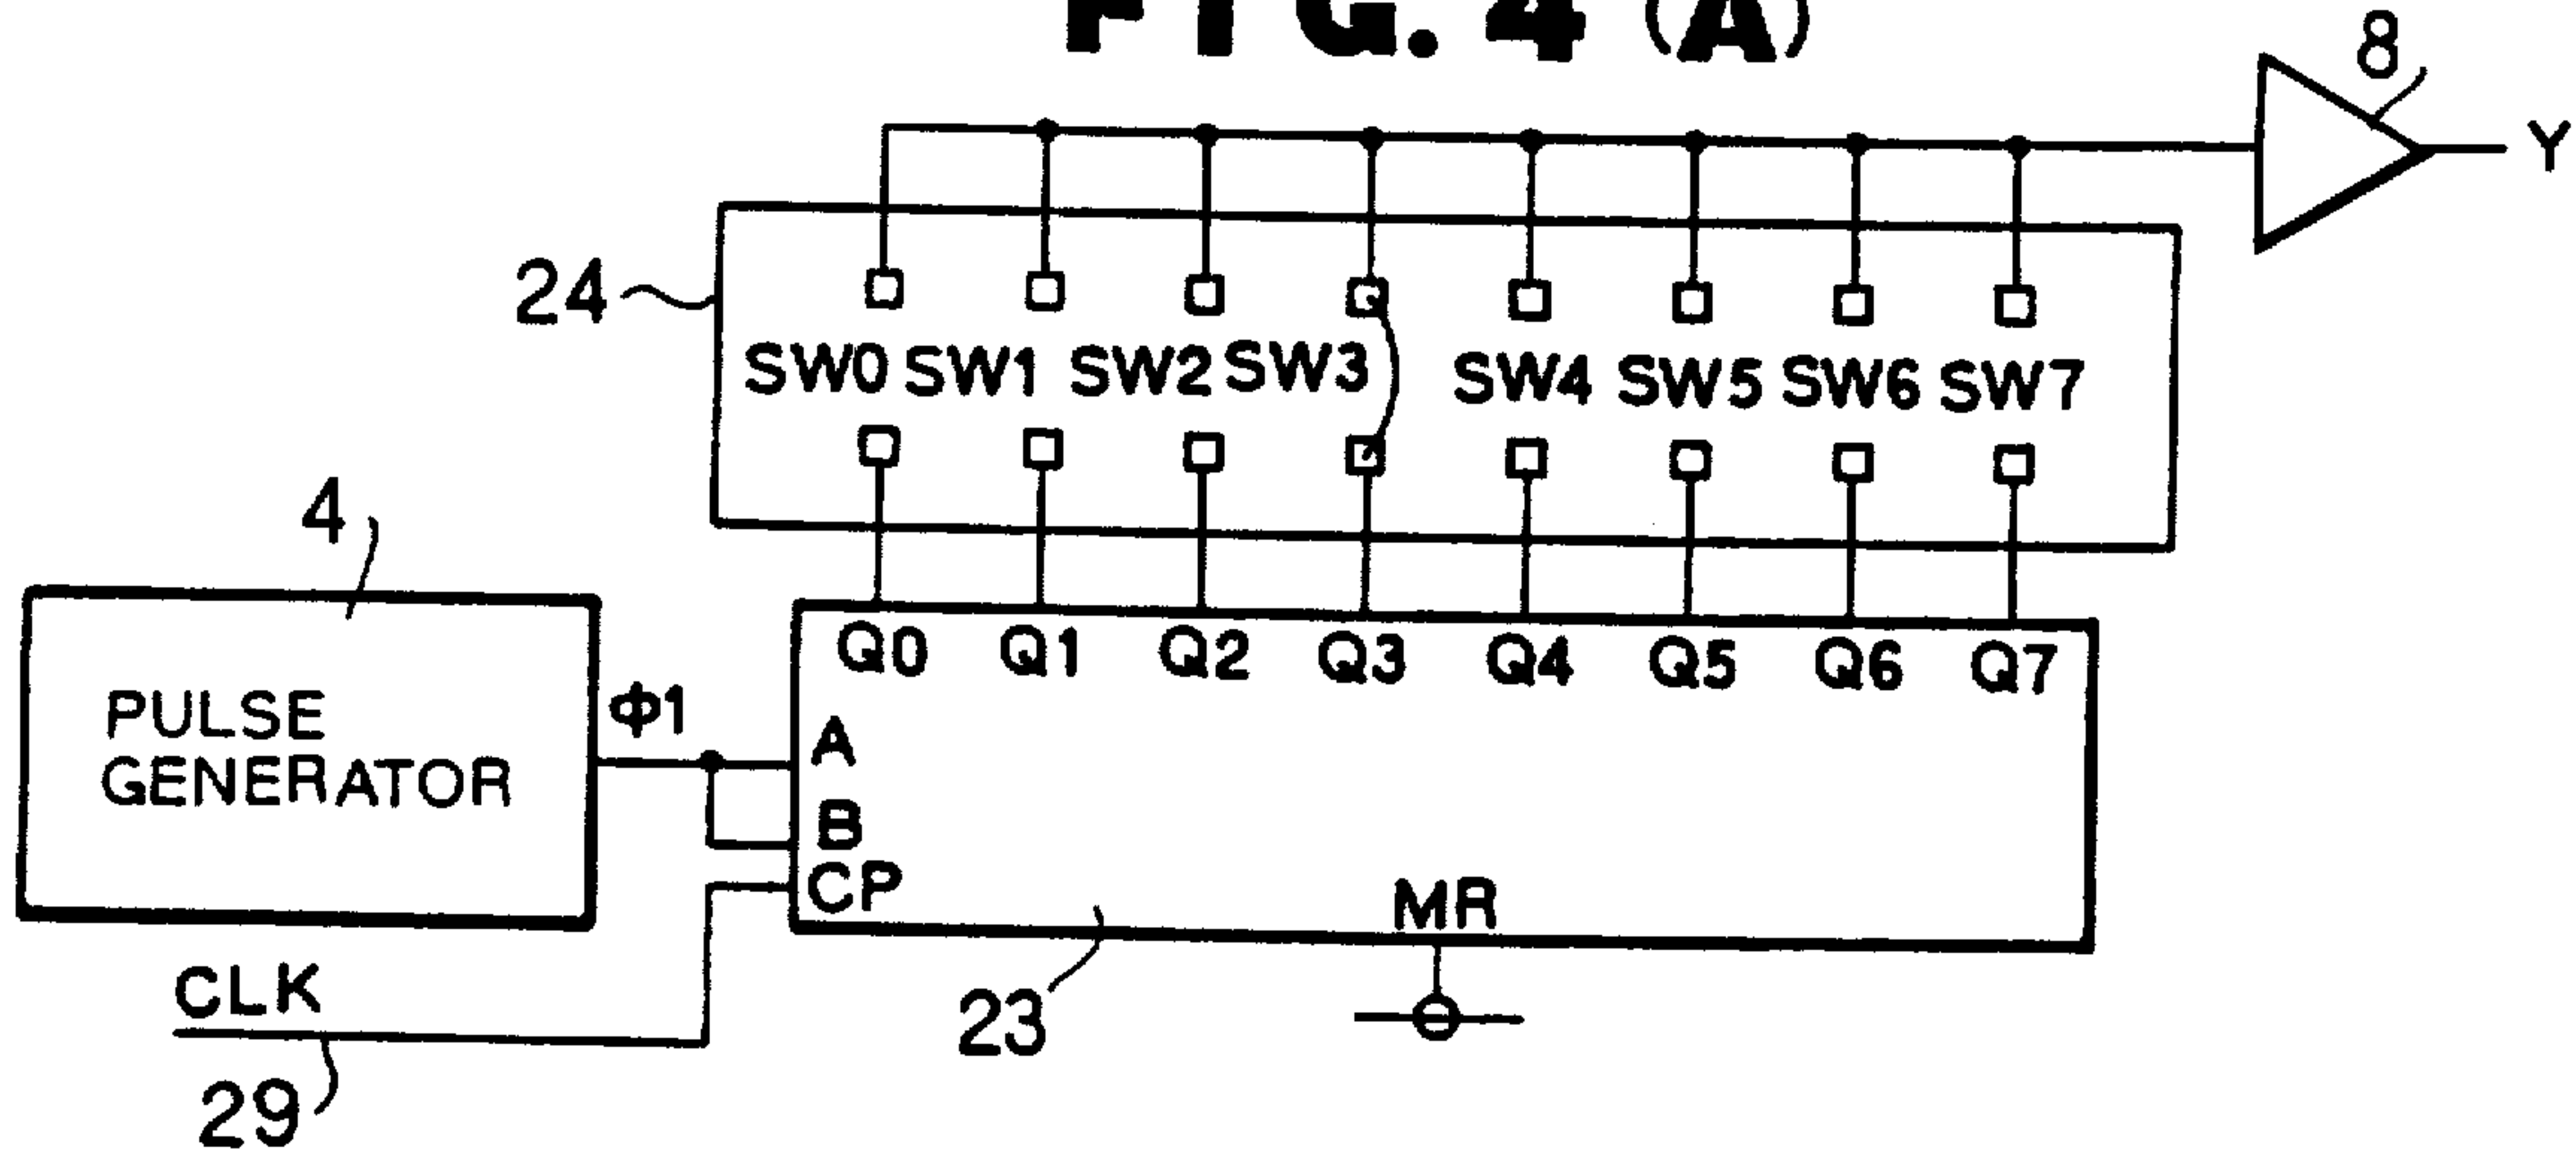 FIG. 4 (A)
8
Y
24
SW0 SW1 SW2 SW3 SW4 SW5 SW6 SW7
4
Q0 Q1 Q2 Q3 Q4 Q5 Q6 Q7
PULSE
GENERATOR
Φ1
A
B
CP
MR
CLK
23
29